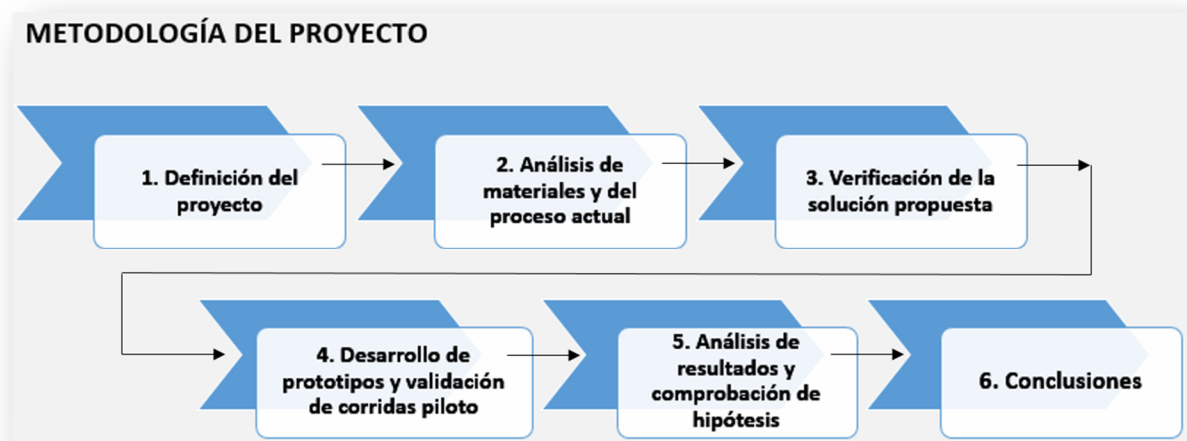 METODOLOGÍA DEL PROYECTO
1. Definición del
proyecto
2. Análisis de
materiales y del
proceso actual
3. Verificación de la
solución propuesta
4. Desarrollo de
prototipos y validación
de corridas piloto
5. Análisis de
resultados y
comprobación de
hipótesis
6. Conclusiones